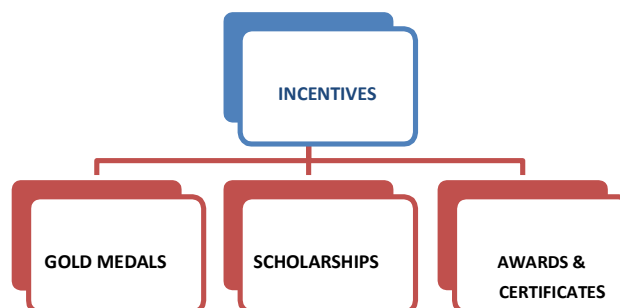 INCENTIVES
GOLD MEDALS
SCHOLARSHIPS
AWARDS &
CERTIFICATES